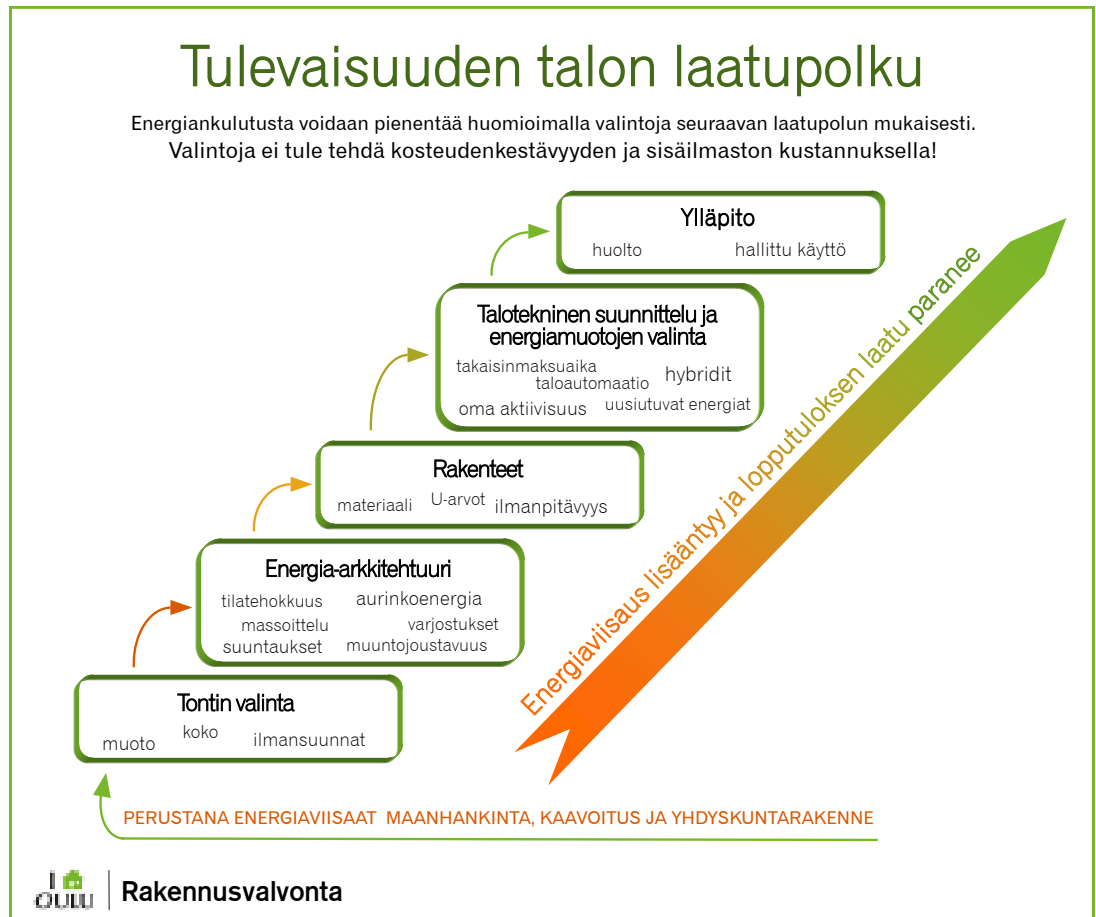 Tulevaisuuden talon laatupolku
Energiankulutusta voidaan pienentää huomioimalla valintoja seuraavan laatupolun mukaisesti.
Valintoja ei tule tehdä kosteudenkestävyyden ja sisäilmaston kustannuksella!
Ylläpito
huolto hallittu käyttö
Talotekninen suunnittelu ja
energiamuotojen valinta
takaisinmaksuaika hybridit
taloautomaatio
oma aktiivisuus uusiutuvat energiat
Rakenteet
materiaali U-arvot ilmanpitävyys
Energia-arkkitehtuuri
tilatehokkuus aurinkoenergia
massoittelu varjostukset
suuntaukset muuntojoustavuus
Tontin valinta
muoto koko ilmansuunnat
Energiaviisaus lisääntyy ja lopputuloksen laatu paranee
PERUSTANA ENERGIAVIISAAT MAANHANKINTA, KAAVOITUS JA YHDYSKUNTARAKENNE
OULU
Rakennusvalvonta